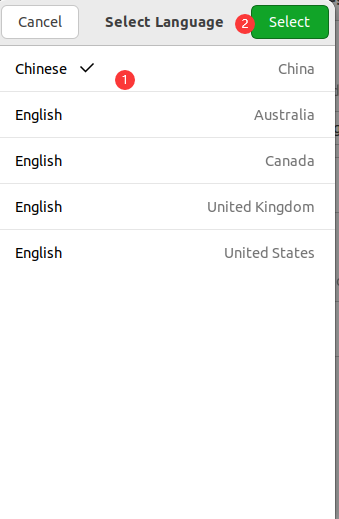 Cancel Select Language 2 Select
Chinese China
1
English Australia
English Canada
English United Kingdom
English United States